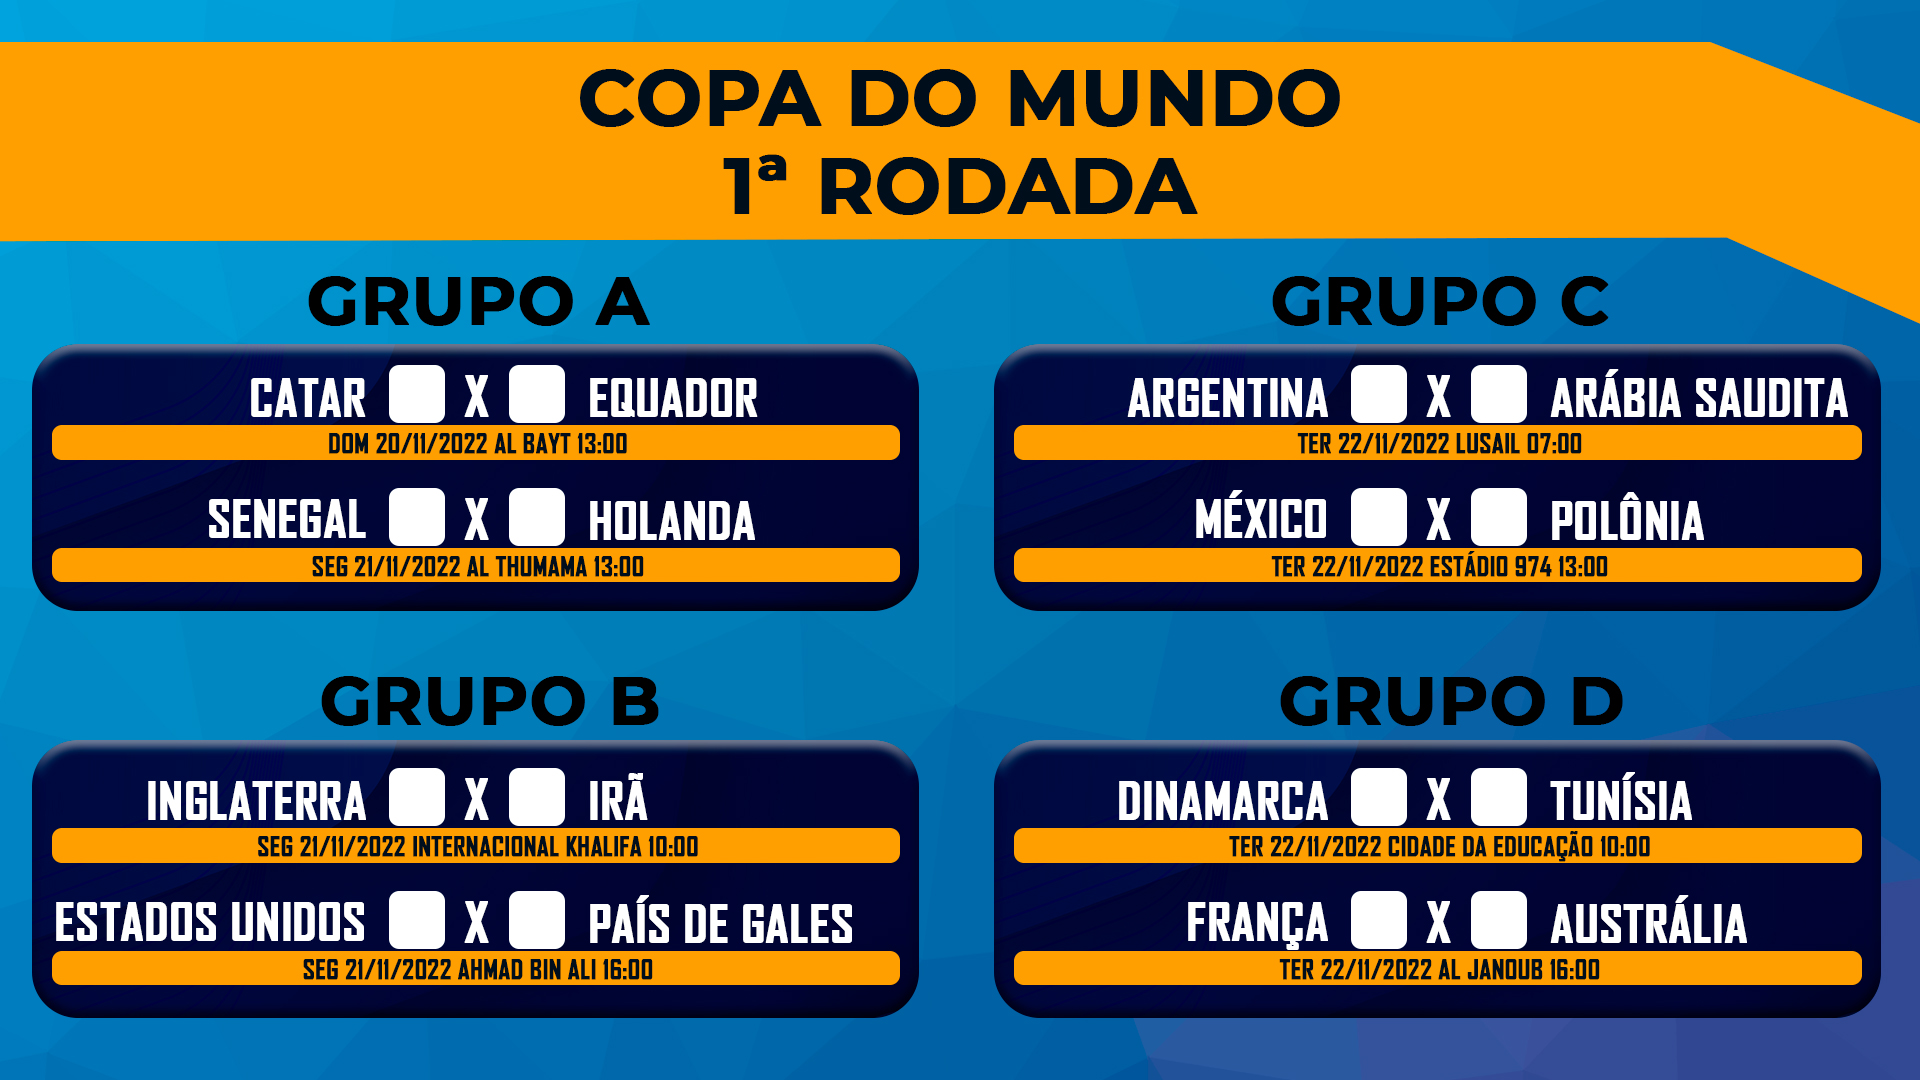 COPA DO MUNDO
1ª RODADA
GRUPO A
CATAR X EQUADOR
DOM 20/11/2022 AL BAYT 13:00
SENEGAL X HOLANDA
SEG 21/11/2022 AL THUMAMA 13:00
GRUPO B
INGLATERRA X IRÃ
SEG 21/11/2022 INTERNACIONAL KHALIFA 10:00
ESTADOS UNIDOS X PAÍS DE GALES
SEG 21/11/2022 AHMAD BIN ALI 16:00
GRUPO C
ARGENTINA X ARÁBIA SAUDITA
TER 22/11/2022 LUSAIL 07:00
MÉXICO X POLÔNIA
TER 22/11/2022 ESTÁDIO 974 13:00
GRUPO D
DINAMARCA X TUNÍSIA
TER 22/11/2022 CIDADE DA EDUCAÇÃO 10:00
FRANÇA X AUSTRÁLIA
TER 22/11/2022 AL JANOUB 16:00